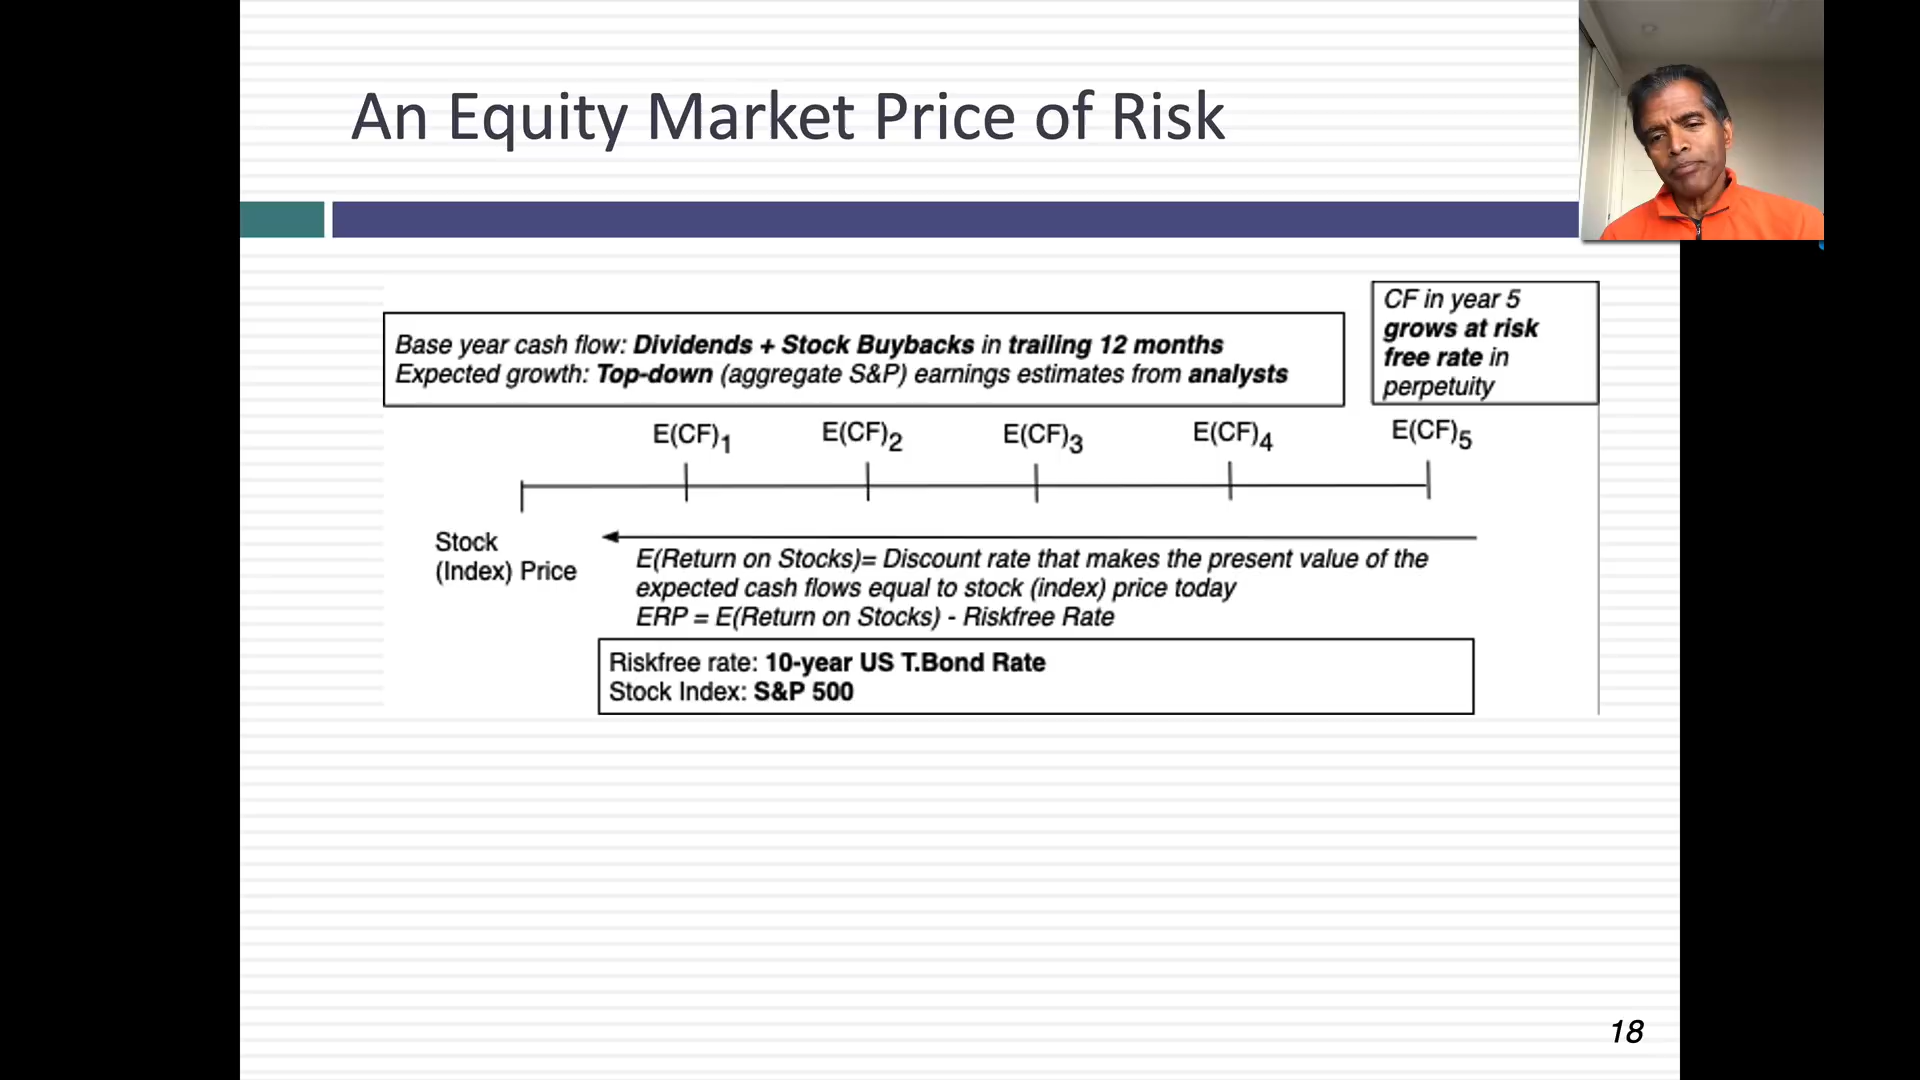 An Equity Market Price of Risk
Base year cash flow: Dividends + Stock Buybacks in trailing 12 months
Expected growth: Top-down (aggregate S&P) earnings estimates from analysts
CF in year 5
grows at risk
free rate in
perpetuity
E(CF)1 E(CF)2 E(CF)3 E(CF)4 E(CF)5
Stock
(Index) Price
E(Return on Stocks)= Discount rate that makes the present value of the
expected cash flows equal to stock (index) price today
ERP = E(Return on Stocks) - Riskfree Rate
Riskfree rate: 10-year US T.Bond Rate
Stock Index: S&P 500
18